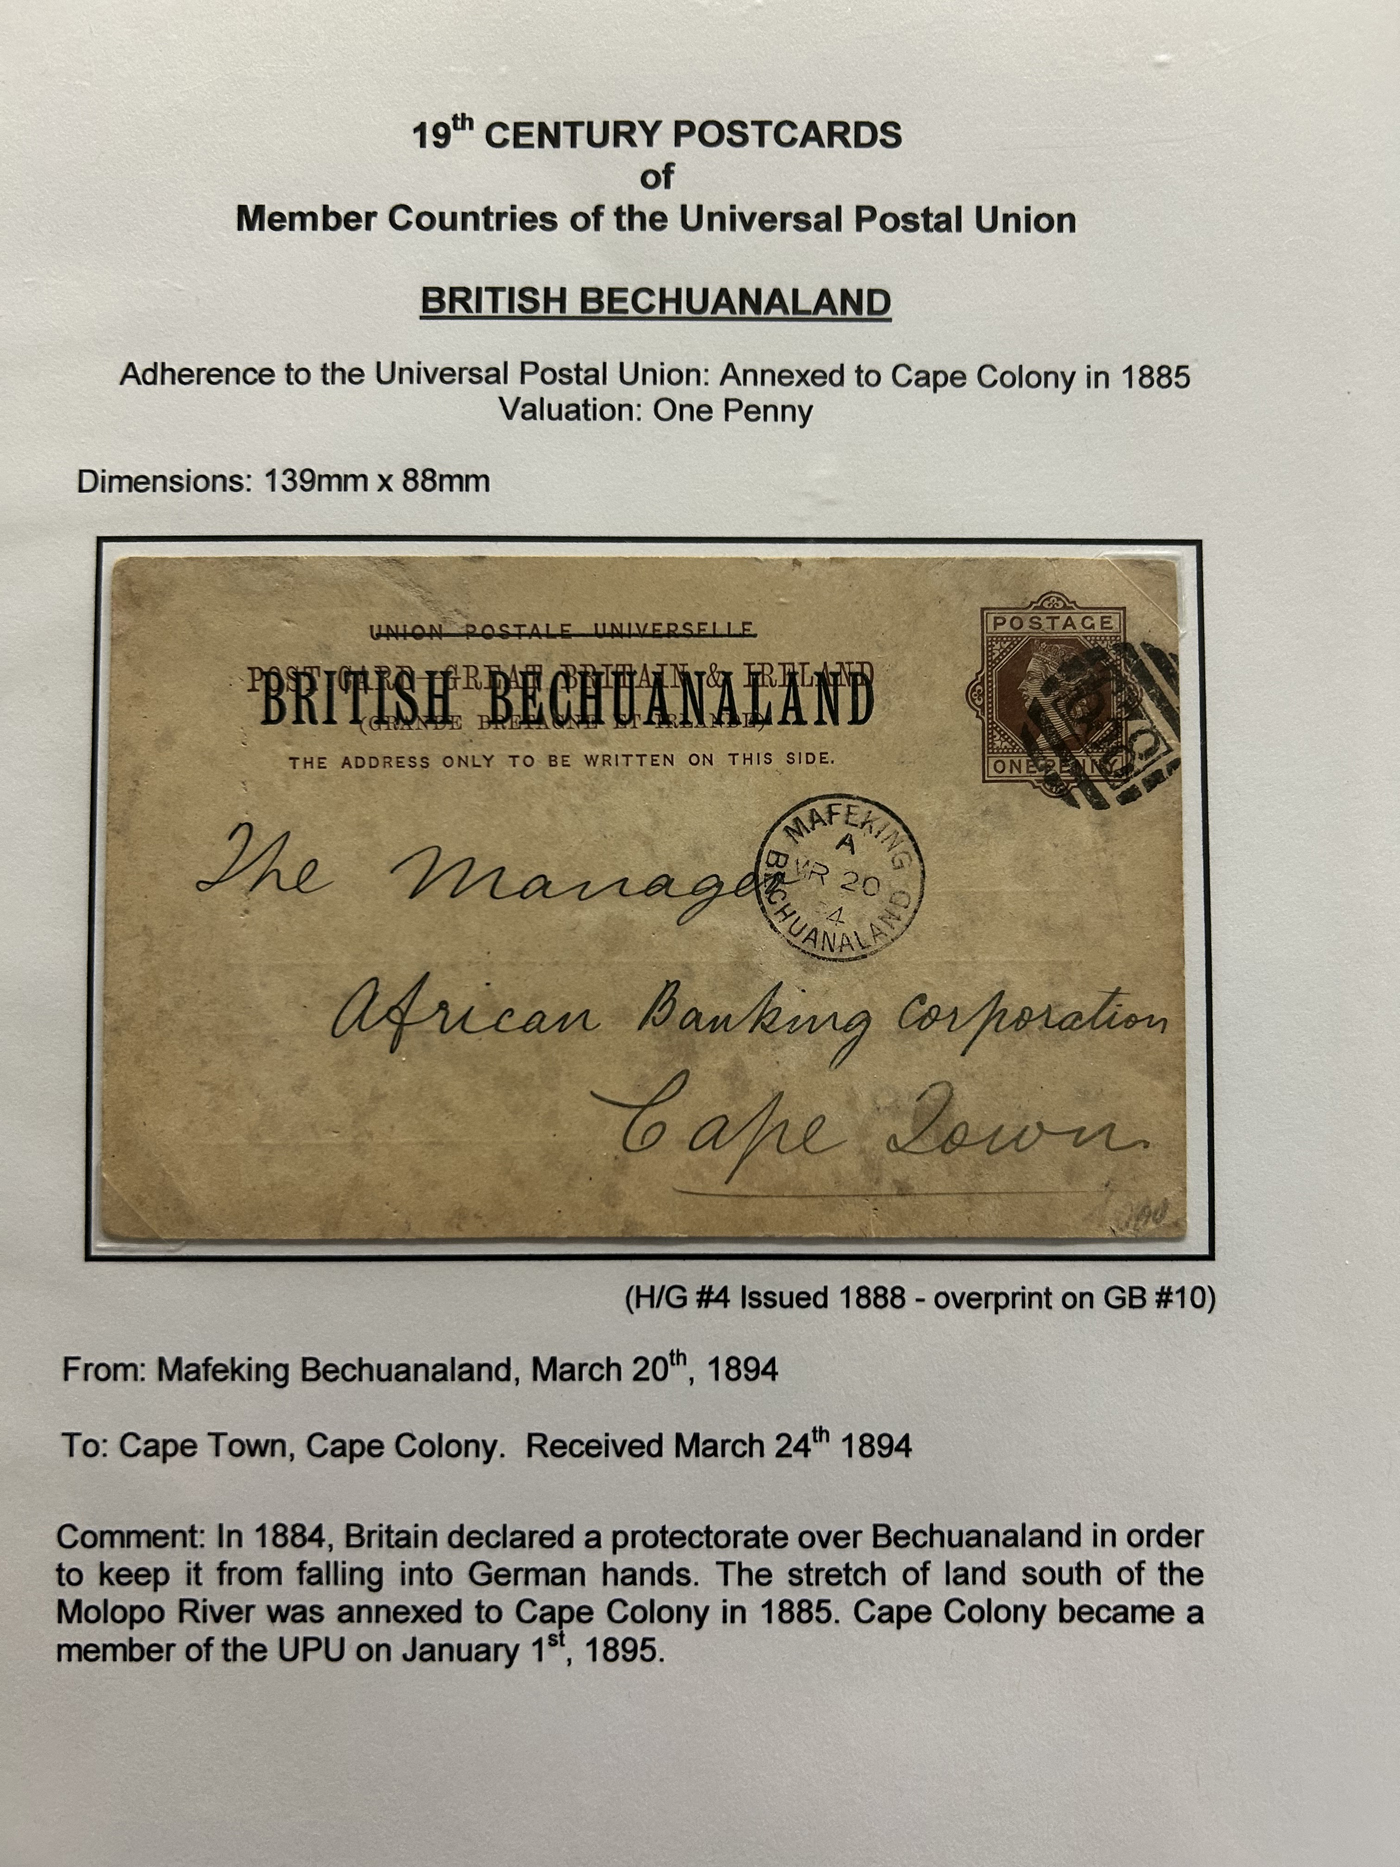 19th CENTURY POSTCARDS
of
Member Countries of the Universal Postal Union
BRITISH BECHUANALAND
Adherence to the Universal Postal Union: Annexed to Cape Colony in 1885
Valuation: One Penny
Dimensions: 139mm x 88mm
UNION POSTALE UNIVERSELLE
POST CARD GREAT BRITAIN & IRELAND
BRITISH BECHUANALAND
(GRANDE BRETAGNE ET IRLANDE)
THE ADDRESS ONLY TO BE WRITTEN ON THIS SIDE.
POSTAGE
ONE PENNY
MAFEKING
A
MR 20
4
BECHUANALAND
The Manager
African Banking Corporation
Cape Town.
(H/G #4 Issued 1888 - overprint on GB #10)
From: Mafeking Bechuanaland, March 20th, 1894
To: Cape Town, Cape Colony. Received March 24th 1894
Comment: In 1884, Britain declared a protectorate over Bechuanaland in order
to keep it from falling into German hands. The stretch of land south of the
Molopo River was annexed to Cape Colony in 1885. Cape Colony became a
member of the UPU on January 1st, 1895.